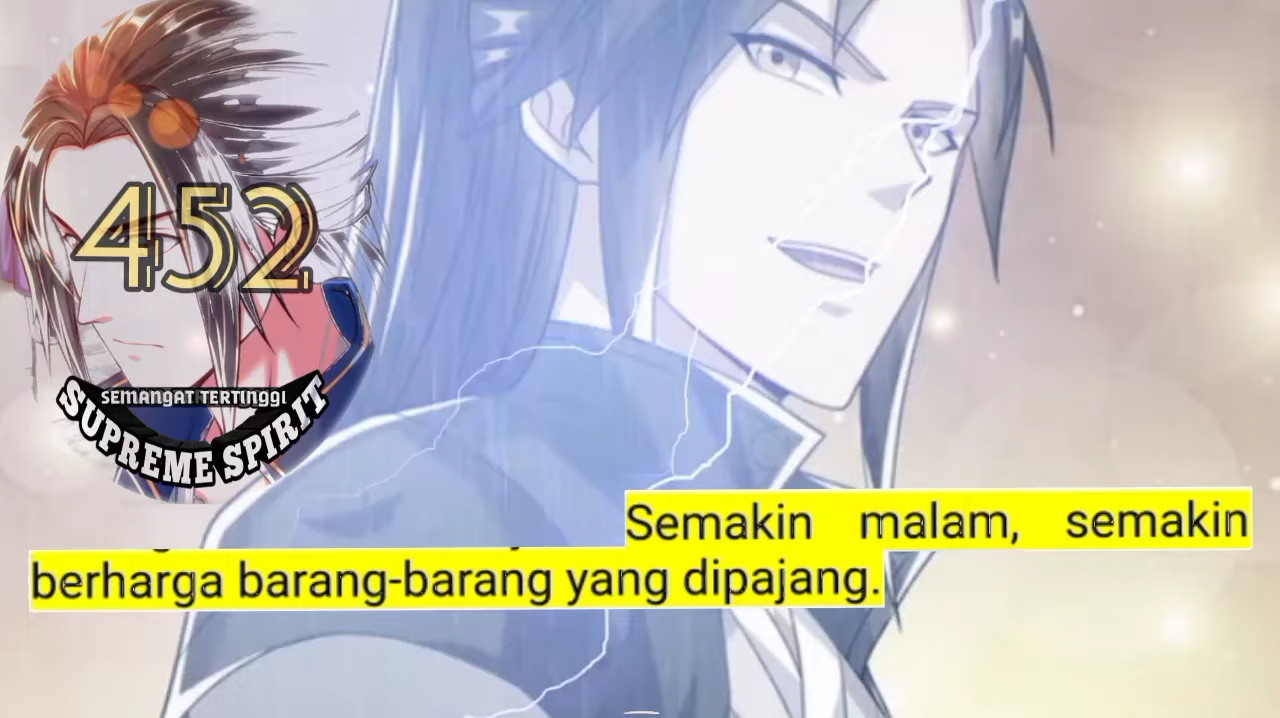 452
SEMANGAT TERTINGGI
SUPREME SPIRIT
Semakin malam, semakin
berharga barang-barang yang dipajang.